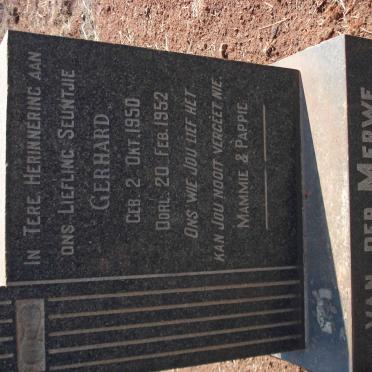 IN TERE HERINNERING AAN
ONS LIEFLING SEUNTJIE
GERHARD
GEB. 2. OKT. 1950
OORL. 20. FEB. 1952
ONS WIE JOU LIEF HET
KAN JOU NOOIT VERGEET NIE.
MAMMIE & PAPPIE.
VAN DER MERWE